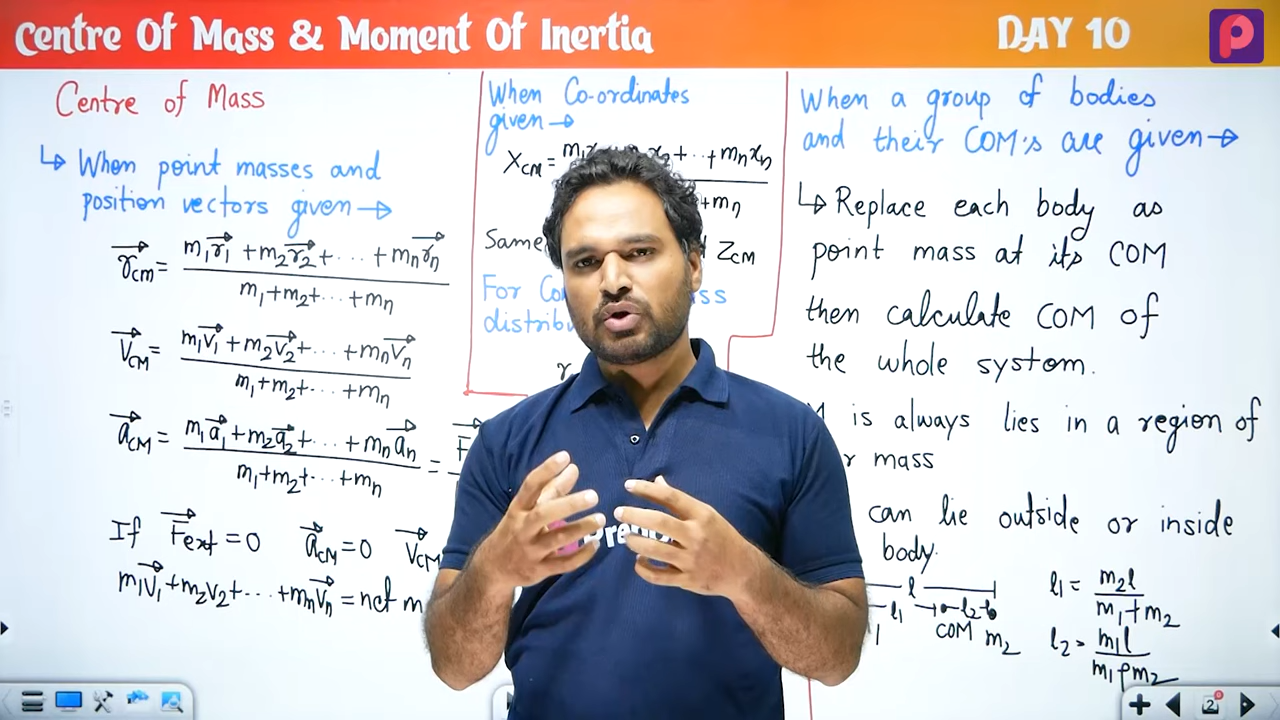 Centre Of Mass & Moment Of Inertia
DAY 10
Centre of Mass
↳ When point masses and
position vectors given →
r⃗cm = m₁r⃗₁ + m₂r⃗₂ + ... + mₙr⃗ₙ
m₁+m₂+...+mₙ
V⃗cm = m₁V⃗₁ + m₂V⃗₂ + ... + mₙV⃗ₙ
m₁+m₂+...+mₙ
a⃗cm = m₁a⃗₁ + m₂a⃗₂ + ... + mₙa⃗ₙ = F⃗
m₁+m₂+...+mₙ
If F⃗ext = 0 a⃗cm = 0 V⃗cm
m₁V⃗₁+m₂V₂+...+mₙV⃗ₙ = net
When Co-ordinates
given →
Xcm = m₁ x₂+..+mₙxₙ
+mₙ
Same Zcm
For
When a group of bodies
and their COM's are given →
↳ Replace each body as
point mass at its COM
then calculate COM of
the whole system.
is always lies in a region of
mass
can lie outside or inside
body.
l
l₁ l₂
COM m₂
l₁ = m₂l
m₁+m₂
l₂ = m₁l
m₁+m₂
2